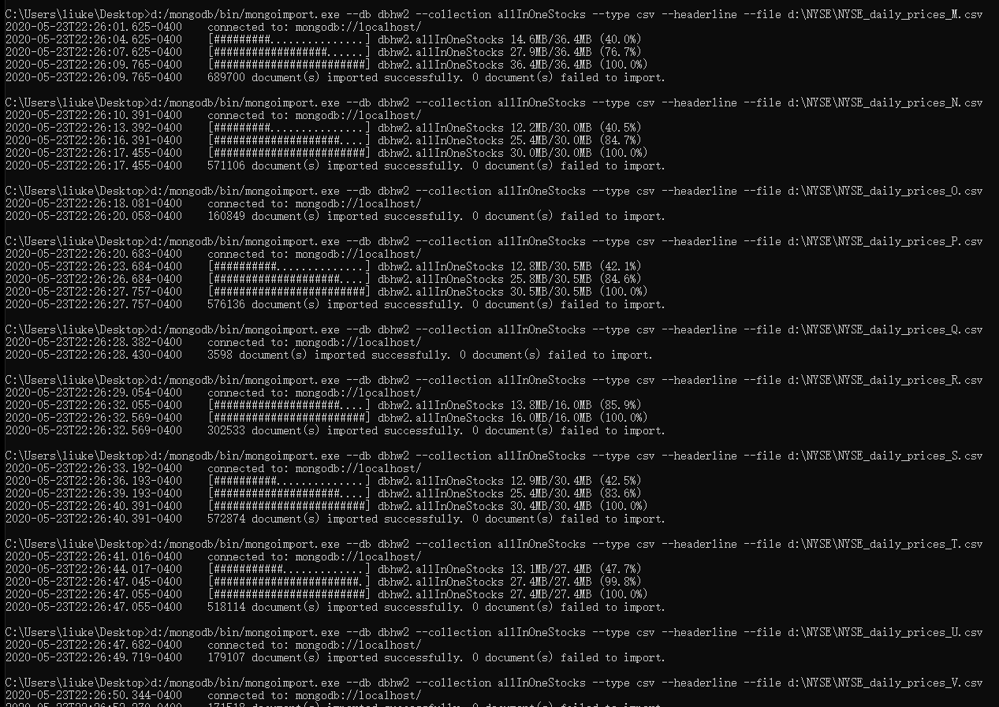 C:\Users\liuke\Desktop>d:/mongodb/bin/mongoimport.exe --db dbhw2 --collection allInOneStocks --type csv --headerline --file d:\NYSE\NYSE_daily_prices_M.csv
2020-05-23T22:26:01.625-0400    connected to: mongodb://localhost/
2020-05-23T22:26:04.625-0400    [#########...............] dbhw2.allInOneStocks 14.6MB/36.4MB (40.0%)
2020-05-23T22:26:07.625-0400    [##################......] dbhw2.allInOneStocks 27.9MB/36.4MB (76.7%)
2020-05-23T22:26:09.765-0400    [########################] dbhw2.allInOneStocks 36.4MB/36.4MB (100.0%)
2020-05-23T22:26:09.765-0400    689700 document(s) imported successfully. 0 document(s) failed to import.
C:\Users\liuke\Desktop>d:/mongodb/bin/mongoimport.exe --db dbhw2 --collection allInOneStocks --type csv --headerline --file d:\NYSE\NYSE_daily_prices_N.csv
2020-05-23T22:26:10.391-0400    connected to: mongodb://localhost/
2020-05-23T22:26:13.392-0400    [#########...............] dbhw2.allInOneStocks 12.2MB/30.0MB (40.5%)
2020-05-23T22:26:16.391-0400    [####################....] dbhw2.allInOneStocks 25.4MB/30.0MB (84.7%)
2020-05-23T22:26:17.455-0400    [########################] dbhw2.allInOneStocks 30.0MB/30.0MB (100.0%)
2020-05-23T22:26:17.455-0400    571106 document(s) imported successfully. 0 document(s) failed to import.
C:\Users\liuke\Desktop>d:/mongodb/bin/mongoimport.exe --db dbhw2 --collection allInOneStocks --type csv --headerline --file d:\NYSE\NYSE_daily_prices_O.csv
2020-05-23T22:26:18.081-0400    connected to: mongodb://localhost/
2020-05-23T22:26:20.058-0400    160849 document(s) imported successfully. 0 document(s) failed to import.
C:\Users\liuke\Desktop>d:/mongodb/bin/mongoimport.exe --db dbhw2 --collection allInOneStocks --type csv --headerline --file d:\NYSE\NYSE_daily_prices_P.csv
2020-05-23T22:26:20.683-0400    connected to: mongodb://localhost/
2020-05-23T22:26:23.684-0400    [##########..............] dbhw2.allInOneStocks 12.8MB/30.5MB (42.1%)
2020-05-23T22:26:26.684-0400    [####################....] dbhw2.allInOneStocks 25.8MB/30.5MB (84.6%)
2020-05-23T22:26:27.757-0400    [########################] dbhw2.allInOneStocks 30.5MB/30.5MB (100.0%)
2020-05-23T22:26:27.757-0400    576136 document(s) imported successfully. 0 document(s) failed to import.
C:\Users\liuke\Desktop>d:/mongodb/bin/mongoimport.exe --db dbhw2 --collection allInOneStocks --type csv --headerline --file d:\NYSE\NYSE_daily_prices_Q.csv
2020-05-23T22:26:28.382-0400    connected to: mongodb://localhost/
2020-05-23T22:26:28.430-0400    3598 document(s) imported successfully. 0 document(s) failed to import.
C:\Users\liuke\Desktop>d:/mongodb/bin/mongoimport.exe --db dbhw2 --collection allInOneStocks --type csv --headerline --file d:\NYSE\NYSE_daily_prices_R.csv
2020-05-23T22:26:29.054-0400    connected to: mongodb://localhost/
2020-05-23T22:26:32.055-0400    [####################....] dbhw2.allInOneStocks 13.8MB/16.0MB (85.9%)
2020-05-23T22:26:32.569-0400    [########################] dbhw2.allInOneStocks 16.0MB/16.0MB (100.0%)
2020-05-23T22:26:32.569-0400    302533 document(s) imported successfully. 0 document(s) failed to import.
C:\Users\liuke\Desktop>d:/mongodb/bin/mongoimport.exe --db dbhw2 --collection allInOneStocks --type csv --headerline --file d:\NYSE\NYSE_daily_prices_S.csv
2020-05-23T22:26:33.192-0400    connected to: mongodb://localhost/
2020-05-23T22:26:36.193-0400    [##########..............] dbhw2.allInOneStocks 12.9MB/30.4MB (42.5%)
2020-05-23T22:26:39.193-0400    [####################....] dbhw2.allInOneStocks 25.4MB/30.4MB (83.6%)
2020-05-23T22:26:40.391-0400    [########################] dbhw2.allInOneStocks 30.4MB/30.4MB (100.0%)
2020-05-23T22:26:40.391-0400    572874 document(s) imported successfully. 0 document(s) failed to import.
C:\Users\liuke\Desktop>d:/mongodb/bin/mongoimport.exe --db dbhw2 --collection allInOneStocks --type csv --headerline --file d:\NYSE\NYSE_daily_prices_T.csv
2020-05-23T22:26:41.016-0400    connected to: mongodb://localhost/
2020-05-23T22:26:44.017-0400    [###########.............] dbhw2.allInOneStocks 13.1MB/27.4MB (47.7%)
2020-05-23T22:26:47.045-0400    [#######################.] dbhw2.allInOneStocks 27.4MB/27.4MB (99.8%)
2020-05-23T22:26:47.055-0400    [########################] dbhw2.allInOneStocks 27.4MB/27.4MB (100.0%)
2020-05-23T22:26:47.055-0400    518114 document(s) imported successfully. 0 document(s) failed to import.
C:\Users\liuke\Desktop>d:/mongodb/bin/mongoimport.exe --db dbhw2 --collection allInOneStocks --type csv --headerline --file d:\NYSE\NYSE_daily_prices_U.csv
2020-05-23T22:26:47.682-0400    connected to: mongodb://localhost/
2020-05-23T22:26:49.719-0400    179107 document(s) imported successfully. 0 document(s) failed to import.
C:\Users\liuke\Desktop>d:/mongodb/bin/mongoimport.exe --db dbhw2 --collection allInOneStocks --type csv --headerline --file d:\NYSE\NYSE_daily_prices_V.csv
2020-05-23T22:26:50.344-0400    connected to: mongodb://localhost/
document(s) imported successfully. 0 document(s) failed to import.